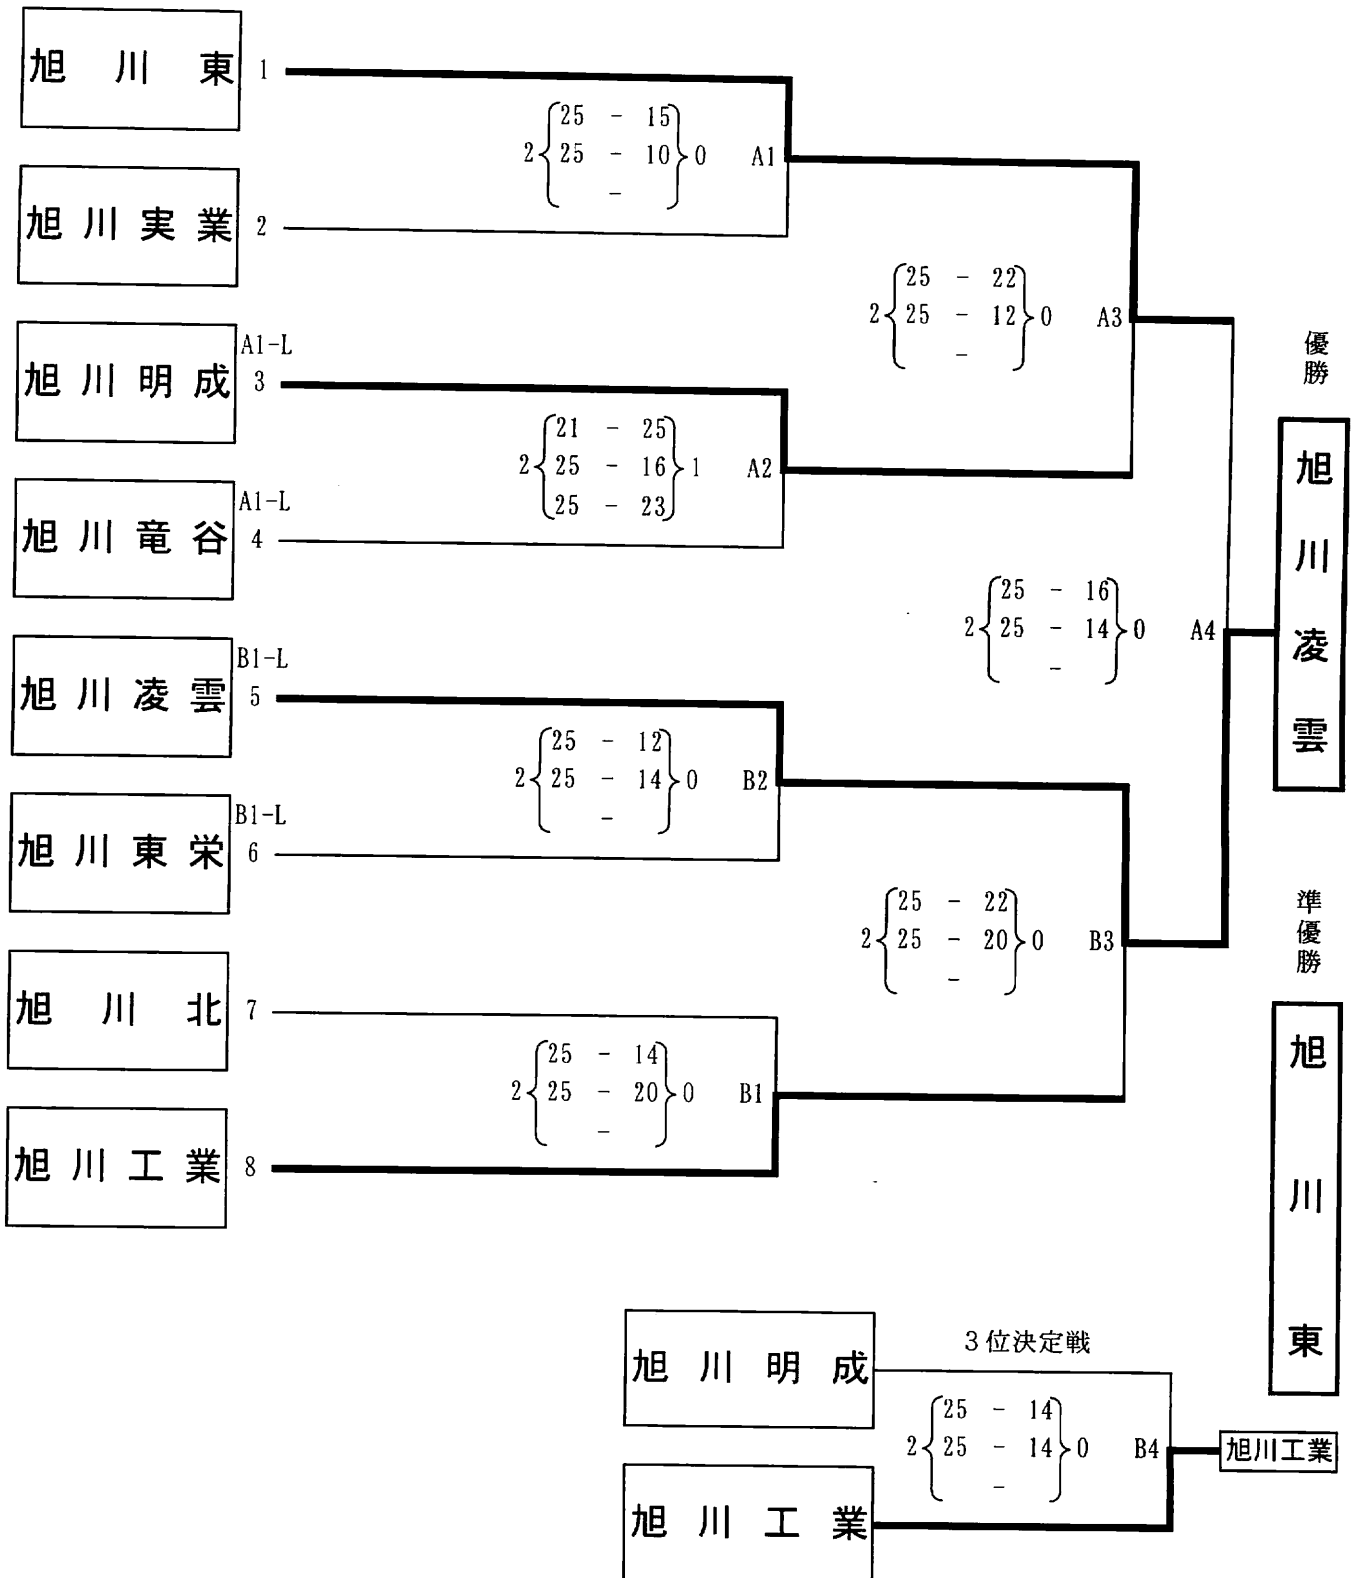 旭川東 1
2 25 - 15 0
25 - 10
-
A1
旭川実業 2
2 25 - 22 0
25 - 12
-
A3
A1-L
旭川明成 3
2 21 - 25 1
25 - 16
25 - 23
A2
A1-L
旭川竜谷 4
優勝
旭川凌雲
2 25 - 16 0
25 - 14
-
A4
B1-L
旭川凌雲 5
2 25 - 12 0
25 - 14
-
B2
B1-L
旭川東栄 6
2 25 - 22 0
25 - 20
-
B3
旭川北 7
2 25 - 14 0
25 - 20
-
B1
旭川工業 8
準優勝
旭川東
3位決定戦
旭川明成
2 25 - 14 0
25 - 14
-
B4
旭川工業
旭川工業